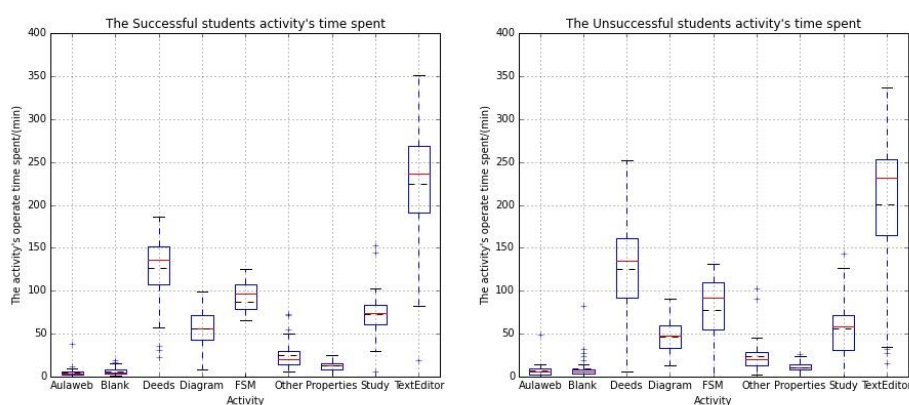 The Successful students activity's time spent
400
350
300
250
200
150
100
50
0
The activity's operate time spent/(min)
Aulaweb Blank Deeds Diagram FSM Other Properties Study TextEditor
Activity
The Unsuccessful students activity's time spent
400
350
300
250
200
150
100
50
0
The activity's operate time spent/(min)
Aulaweb Blank Deeds Diagram FSM Other Properties Study TextEditor
Activity